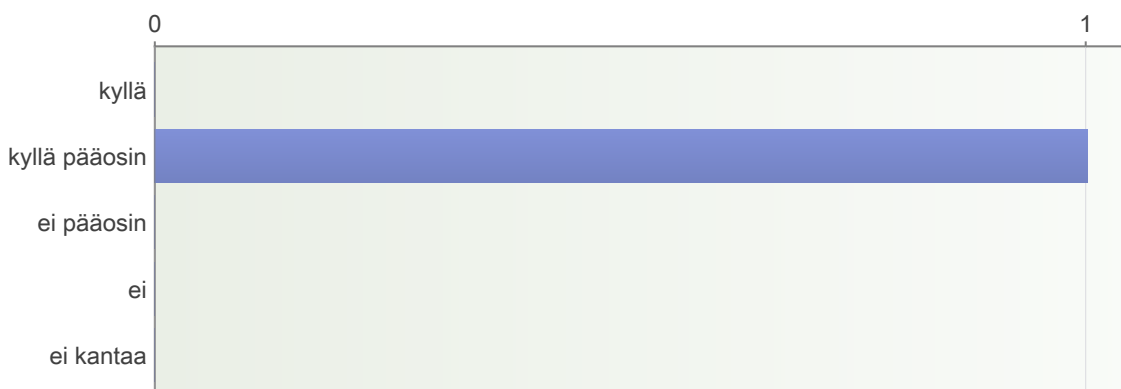 0 1
kyllä
kyllä pääosin
ei pääosin
ei
ei kantaa